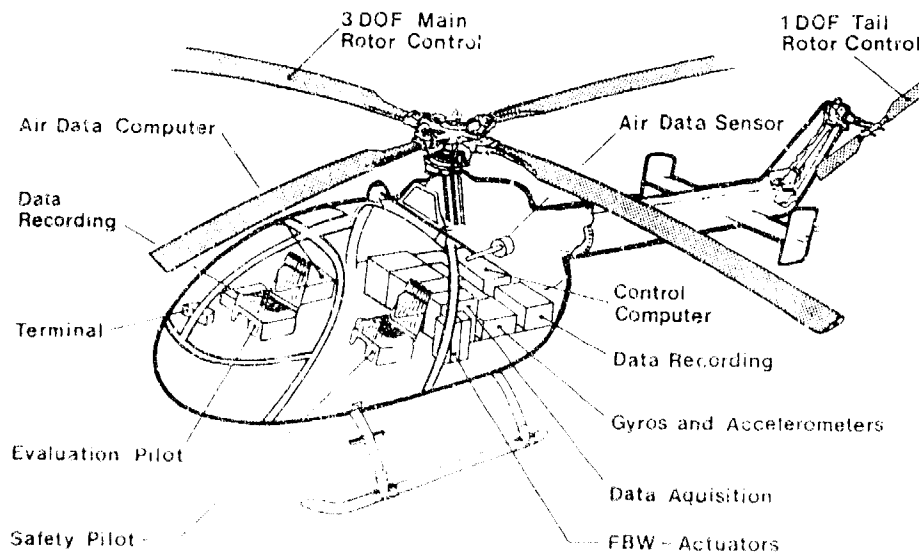 3 DOF Main
Rotor Control
1 DOF Tail
Rotor Control
Air Data Computer
Air Data Sensor
Data
Recording
Terminal
Control
Computer
Data Recording
Gyros and Accelerometers
Evaluation Pilot
Data Aquisition
Safety Pilot
FBW - Actuators